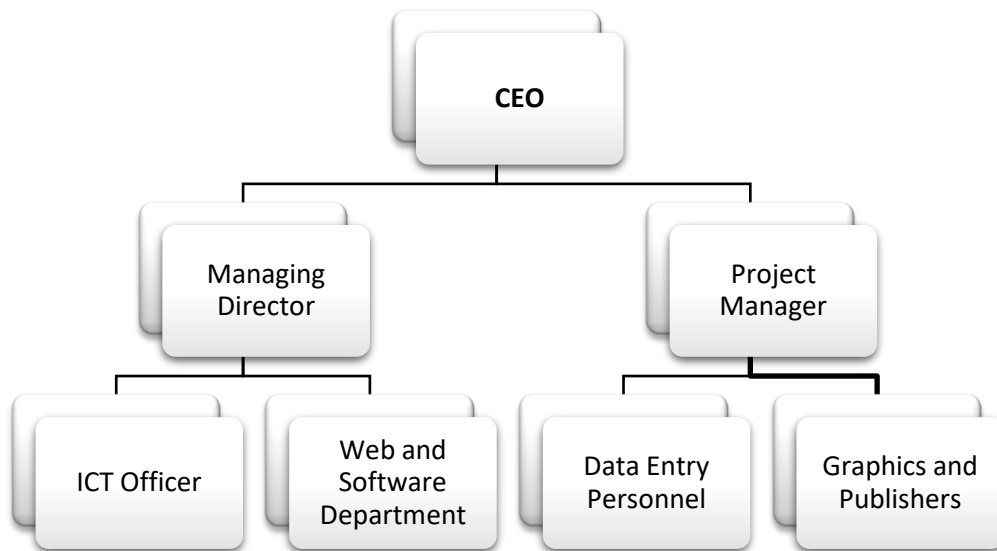 CEO
Managing
Director
Project
Manager
ICT Officer
Web and
Software
Department
Data Entry
Personnel
Graphics and
Publishers